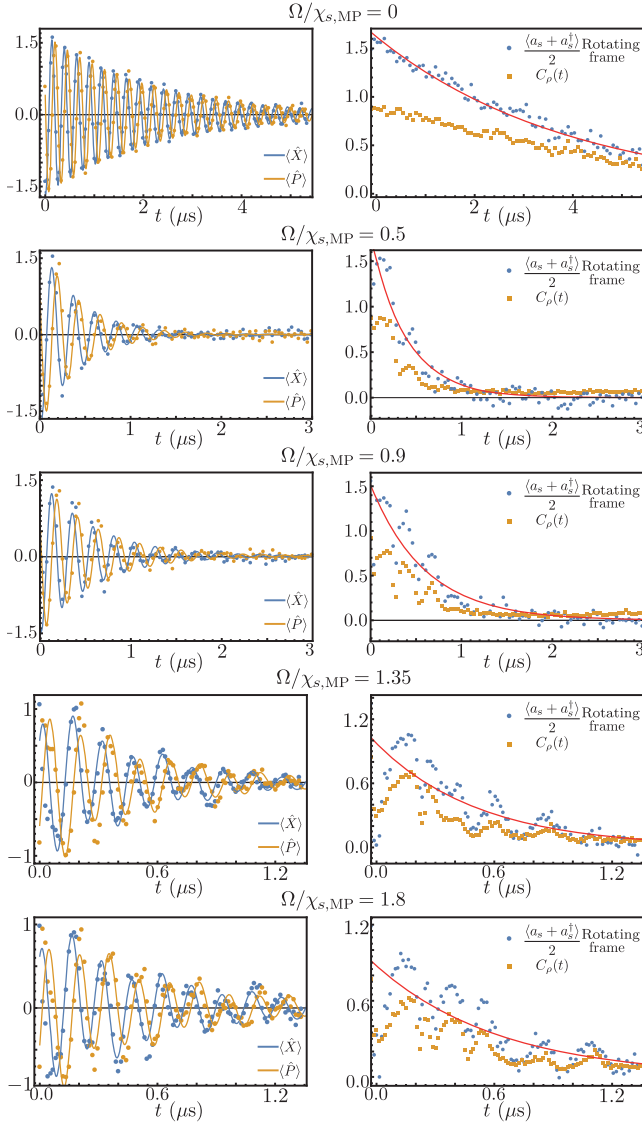 Ω/χs,MP = 0
1.5
0.0
-1.5
0 2 4
t (μs)
⟨X̂⟩
⟨P̂⟩
1.5
1.0
0.5
0.0
0 2 4
t (μs)
⟨as + as†⟩/2 Rotating frame
Cρ(t)
Ω/χs,MP = 0.5
1.5
0.0
-1.5
0 1 2 3
t (μs)
⟨X̂⟩
⟨P̂⟩
1.5
1.0
0.5
0.0
0 1 2 3
t (μs)
⟨as + as†⟩/2 Rotating frame
Cρ(t)
Ω/χs,MP = 0.9
1.5
0.0
-1.5
0 1 2 3
t (μs)
⟨X̂⟩
⟨P̂⟩
1.5
1.0
0.5
0.0
0 1 2 3
t (μs)
⟨as + as†⟩/2 Rotating frame
Cρ(t)
Ω/χs,MP = 1.35
1
0
-1
0.0 0.6 1.2
t (μs)
⟨X̂⟩
⟨P̂⟩
1.2
0.6
0.0
0.0 0.6 1.2
t (μs)
⟨as + as†⟩/2 Rotating frame
Cρ(t)
Ω/χs,MP = 1.8
1
0
-1
0.0 0.6 1.2
t (μs)
⟨X̂⟩
⟨P̂⟩
1.2
0.6
0.0
0.0 0.6 1.2
t (μs)
⟨as + as†⟩/2 Rotating frame
Cρ(t)